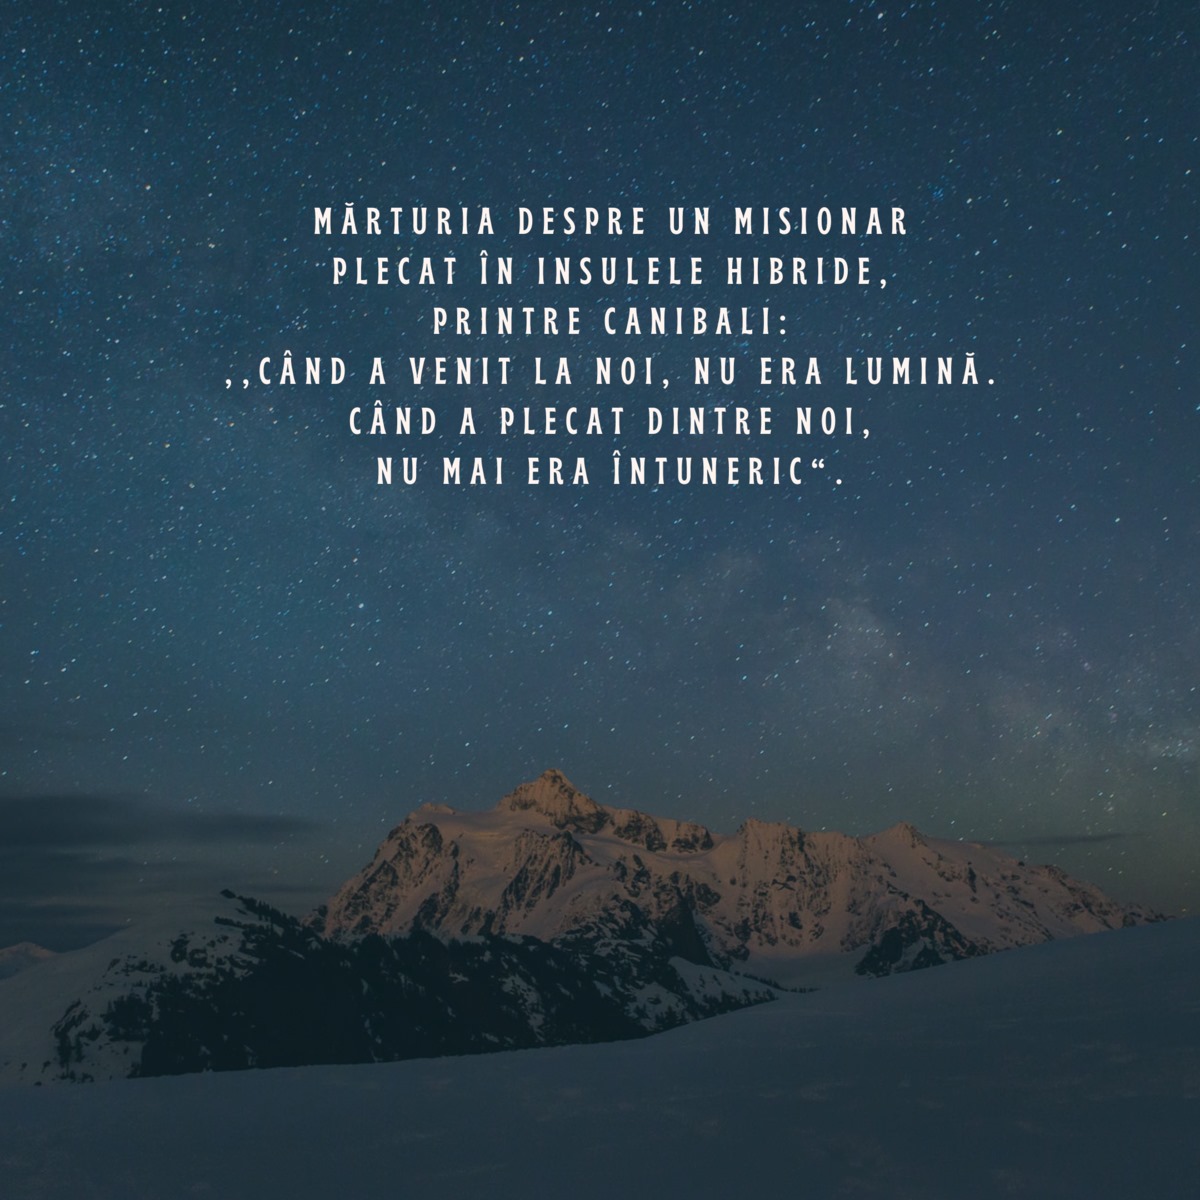 MĂRTURIA DESPRE UN MISIONAR
PLECAT ÎN INSULELE HIBRIDE,
PRINTRE CANIBALI:
,,CÂND A VENIT LA NOI, NU ERA LUMINĂ.
CÂND A PLECAT DINTRE NOI,
NU MAI ERA ÎNTUNERIC“.